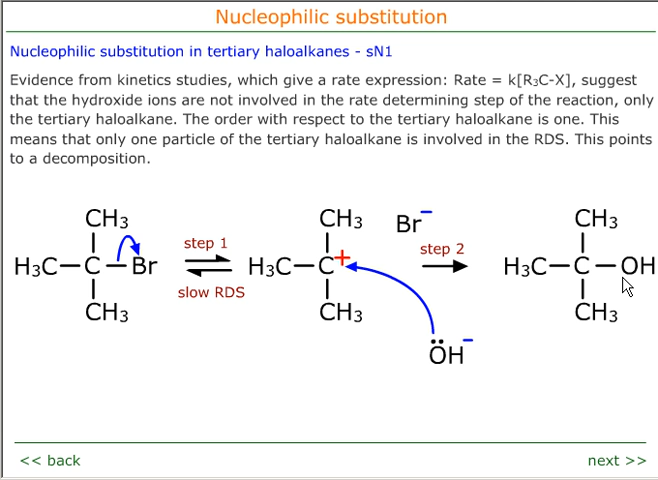 Nucleophilic substitution
Nucleophilic substitution in tertiary haloalkanes - sN1
Evidence from kinetics studies, which give a rate expression: Rate = k[R₃C-X], suggest
that the hydroxide ions are not involved in the rate determining step of the reaction, only
the tertiary haloalkane. The order with respect to the tertiary haloalkane is one. This
means that only one particle of the tertiary haloalkane is involved in the RDS. This points
to a decomposition.
CH₃ CH₃ Br⁻ CH₃
step 1 step 2
H₃C—C—Br H₃C—C+ H₃C—C—OH
slow RDS
CH₃ CH₃ CH₃
ÖH⁻
<< back next >>